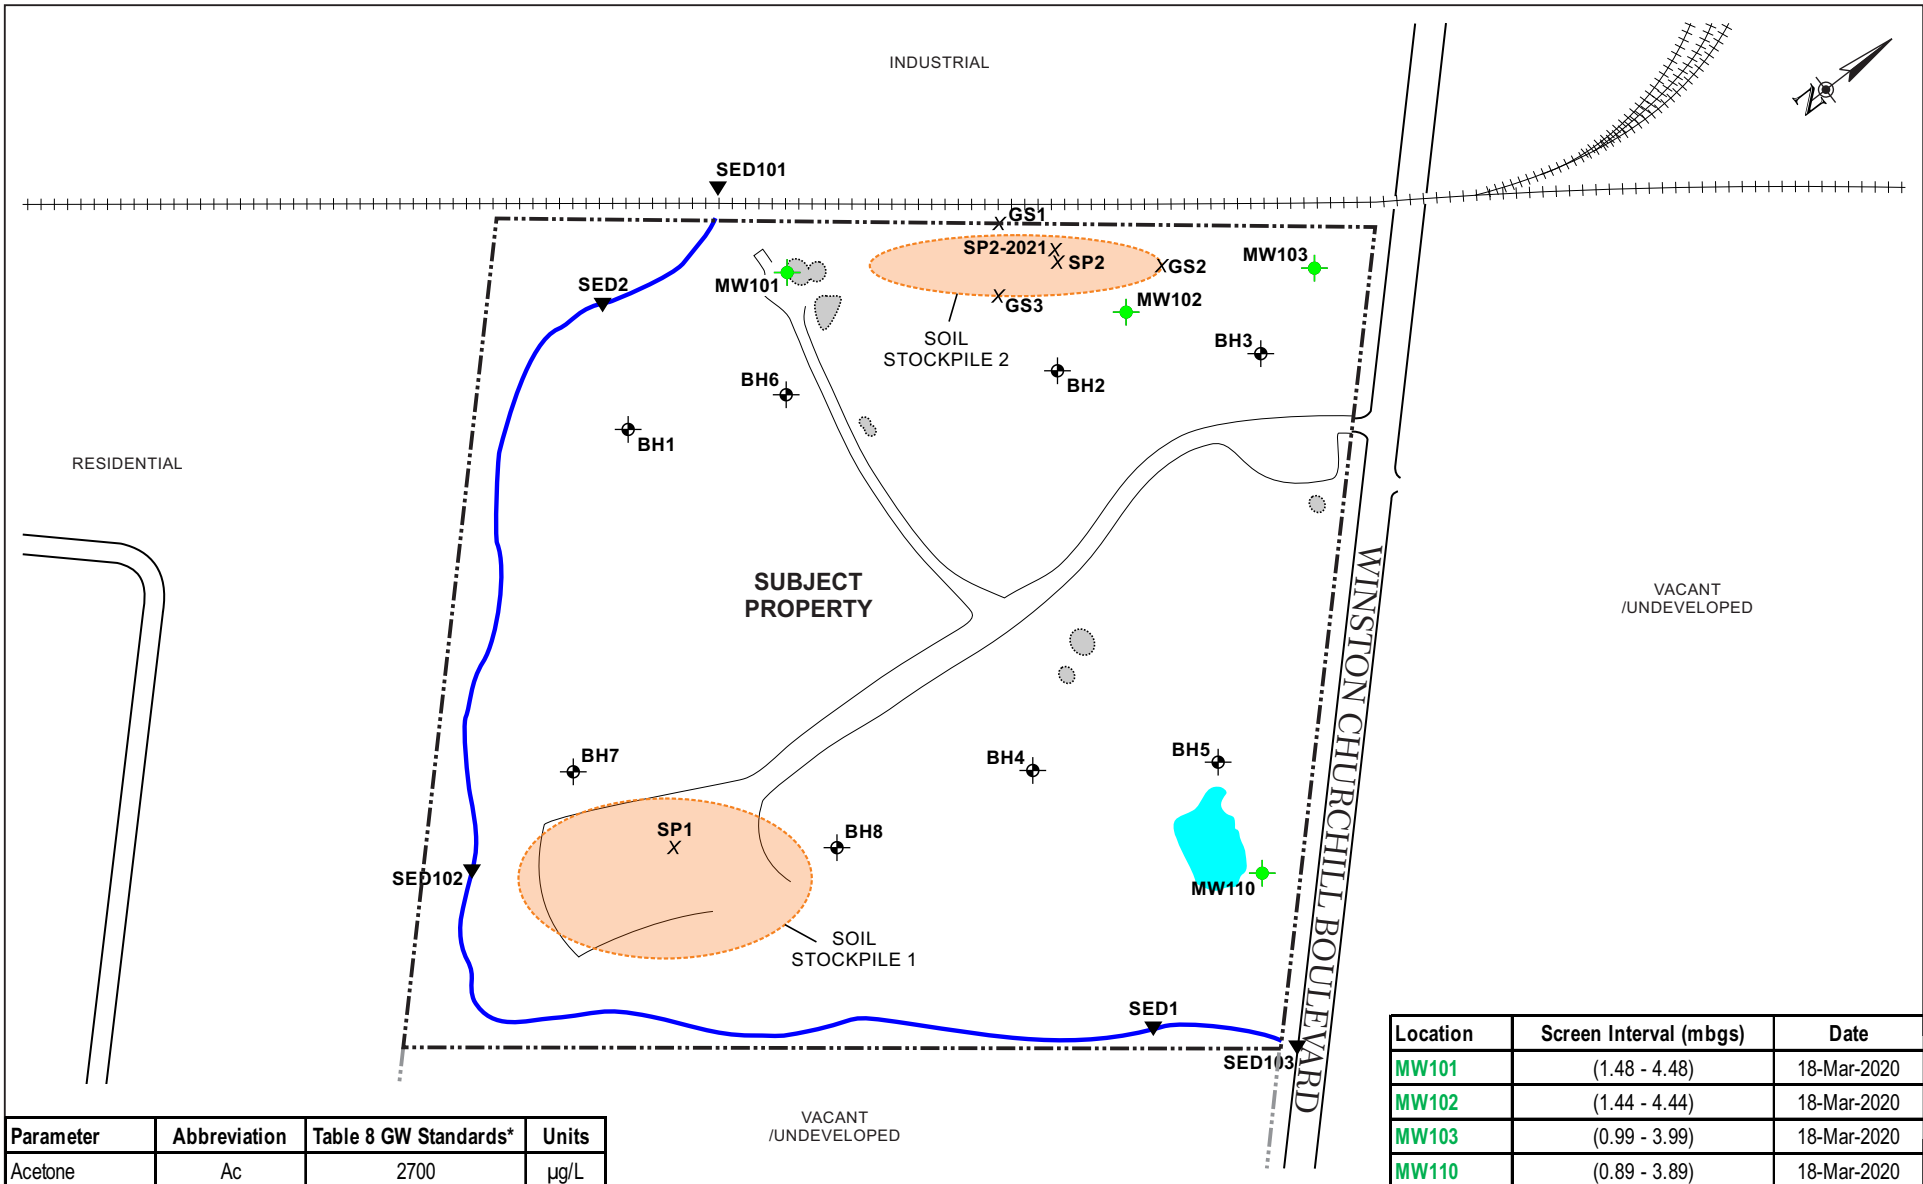 INDUSTRIAL
N
SED101
GS1
SP2-2021
SP2
GS2
MW103
MW101
SED2
GS3
MW102
SOIL
STOCKPILE 2
BH3
BH6
BH2
BH1
RESIDENTIAL
SUBJECT
PROPERTY
VACANT
/UNDEVELOPED
WINSTON CHURCHILL BOULEVARD
BH7
BH4
BH5
SP1
BH8
SED102
MW110
SOIL
STOCKPILE 1
SED1
SED103
VACANT
/UNDEVELOPED
Location Screen Interval (mbgs) Date
MW101 (1.48 - 4.48) 18-Mar-2020
MW102 (1.44 - 4.44) 18-Mar-2020
MW103 (0.99 - 3.99) 18-Mar-2020
MW110 (0.89 - 3.89) 18-Mar-2020
Parameter Abbreviation Table 8 GW Standards* Units
Acetone Ac 2700 µg/L